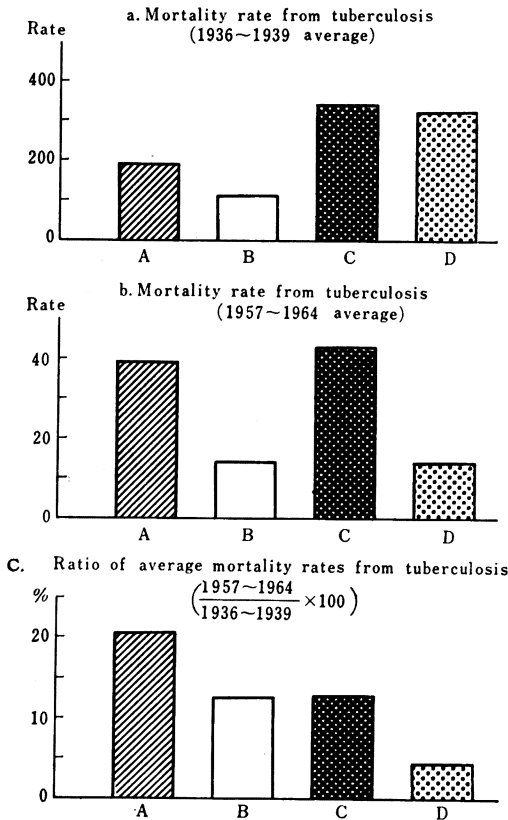 a. Mortality rate from tuberculosis
(1936~1939 average)
Rate
400
200
0
A B C D
b. Mortality rate from tuberculosis
(1957~1964 average)
Rate
40
20
0
A B C D
C. Ratio of average mortality rates from tuberculosis
(1957~1964
1936~1939 ×100)
%
20
10
0
A B C D